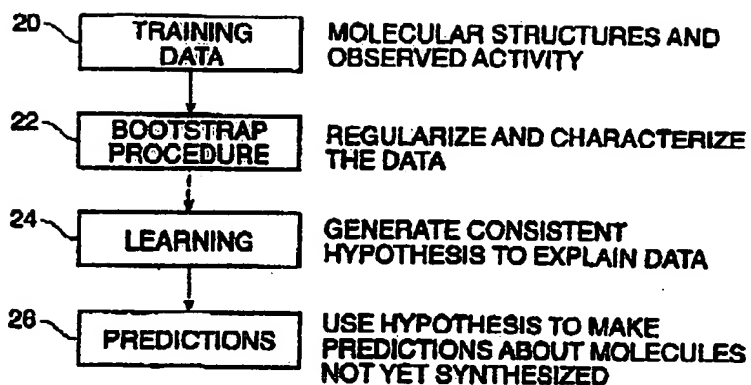 20
TRAINING
DATA
MOLECULAR STRUCTURES AND
OBSERVED ACTIVITY
22
BOOTSTRAP
PROCEDURE
REGULARIZE AND CHARACTERIZE
THE DATA
24
LEARNING
GENERATE CONSISTENT
HYPOTHESIS TO EXPLAIN DATA
26
PREDICTIONS
USE HYPOTHESIS TO MAKE
PREDICTIONS ABOUT MOLECULES
NOT YET SYNTHESIZED